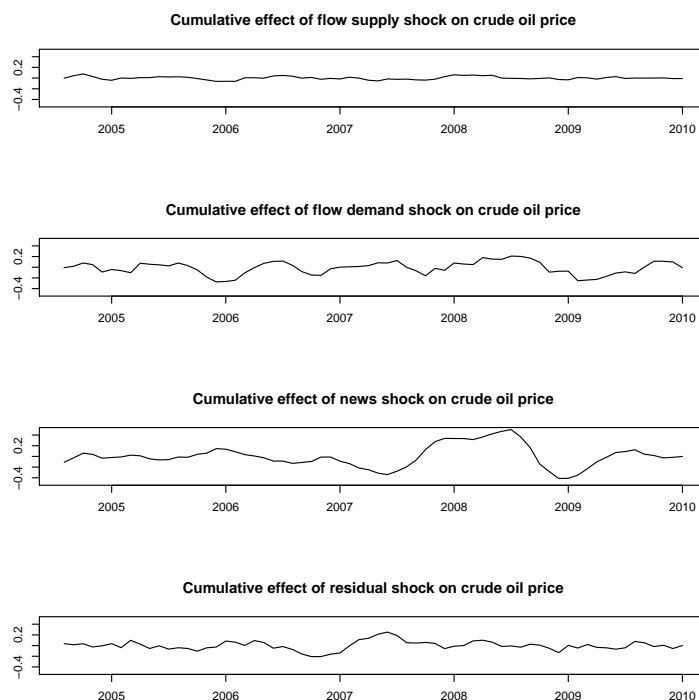 Cumulative effect of flow supply shock on crude oil price
0.2
−0.4
2005 2006 2007 2008 2009 2010
Cumulative effect of flow demand shock on crude oil price
0.2
−0.4
2005 2006 2007 2008 2009 2010
Cumulative effect of news shock on crude oil price
0.2
−0.4
2005 2006 2007 2008 2009 2010
Cumulative effect of residual shock on crude oil price
0.2
−0.4
2005 2006 2007 2008 2009 2010